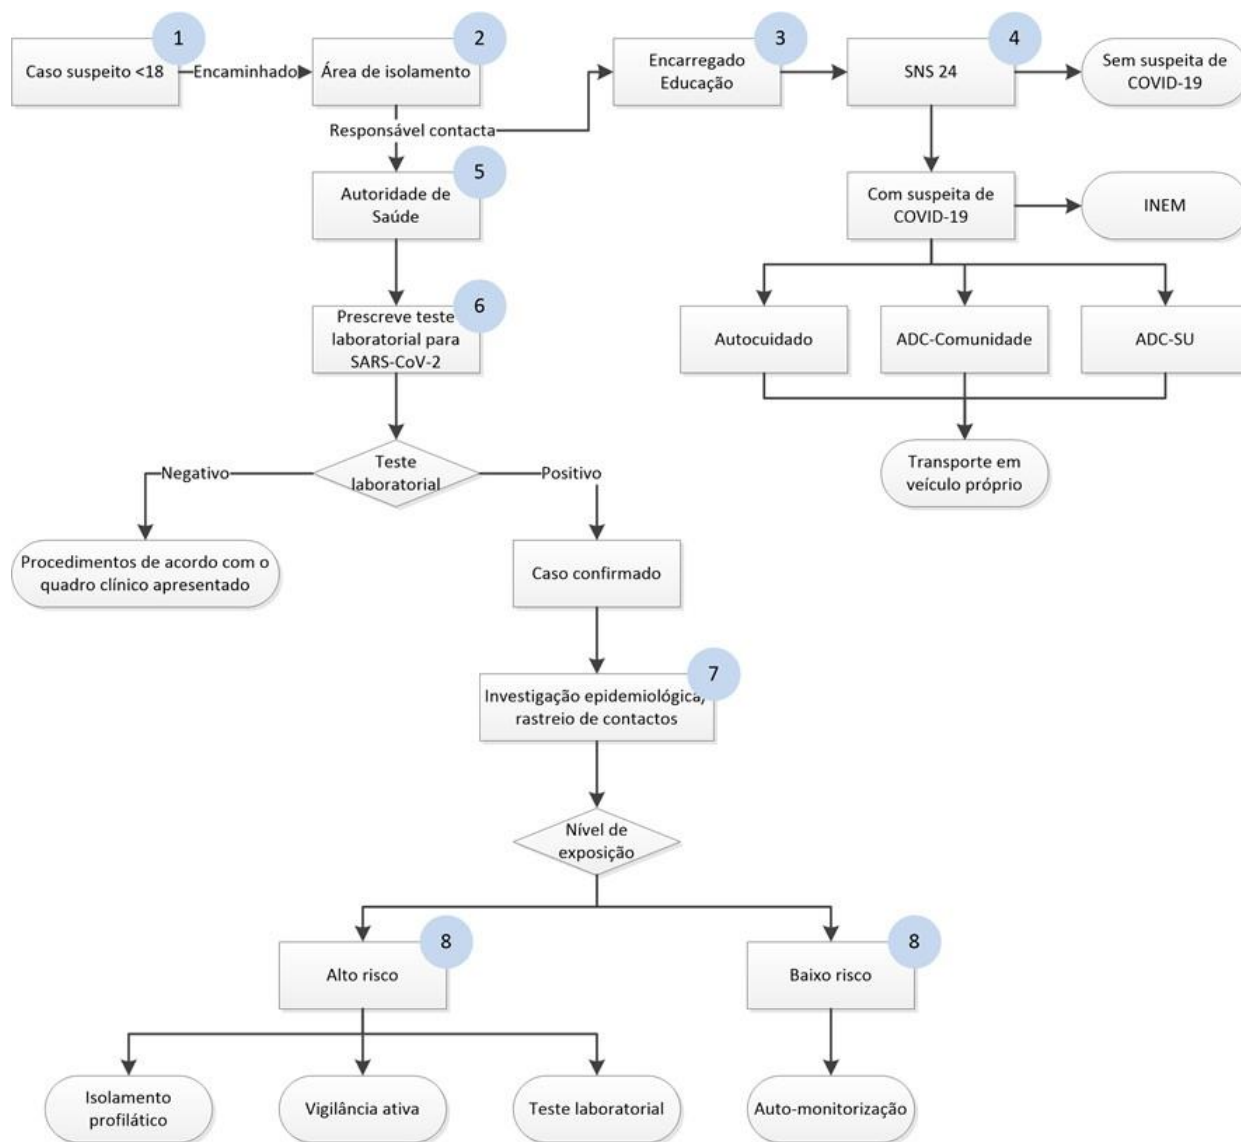 1
2
3
4
Caso suspeito <18
Encaminhado
Área de isolamento
Encarregado
Educação
SNS 24
Sem suspeita de
COVID-19
Responsável contacta
5
Autoridade de
Saúde
Com suspeita de
COVID-19
INEM
6
Prescreve teste
laboratorial para
SARS-CoV-2
Autocuidado
ADC-Comunidade
ADC-SU
Negativo
Teste
laboratorial
Positivo
Transporte em
veículo próprio
Procedimentos de acordo com o
quadro clínico apresentado
Caso confirmado
7
Investigação epidemiológica/
rastreio de contactos
Nível de
exposição
8
8
Alto risco
Baixo risco
Isolamento
profilático
Vigilância ativa
Teste laboratorial
Auto-monitorização